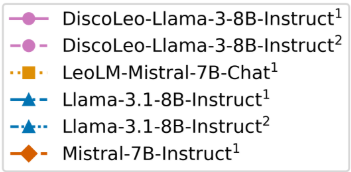 DiscoLeo-Llama-3-8B-Instruct¹
DiscoLeo-Llama-3-8B-Instruct²
LeoLM-Mistral-7B-Chat¹
Llama-3.1-8B-Instruct¹
Llama-3.1-8B-Instruct²
Mistral-7B-Instruct¹